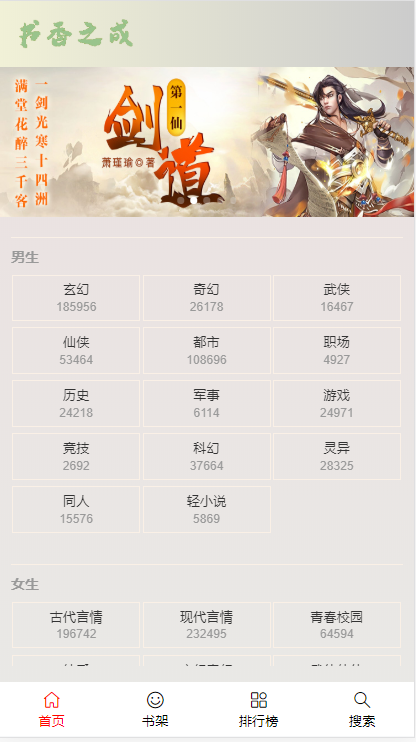 书香之成
一剑光寒十四洲
满堂花醉三千客
第一仙
剑道
萧瑾瑜◎著
男生
玄幻 奇幻 武侠
185956 26178 16467
仙侠 都市 职场
53464 108696 4927
历史 军事 游戏
24218 6114 24971
竞技 科幻 灵异
2692 37664 28325
同人 轻小说
15576 5869
女生
古代言情 现代言情 青春校园
196742 232495 64594
首页 书架 排行榜 搜索